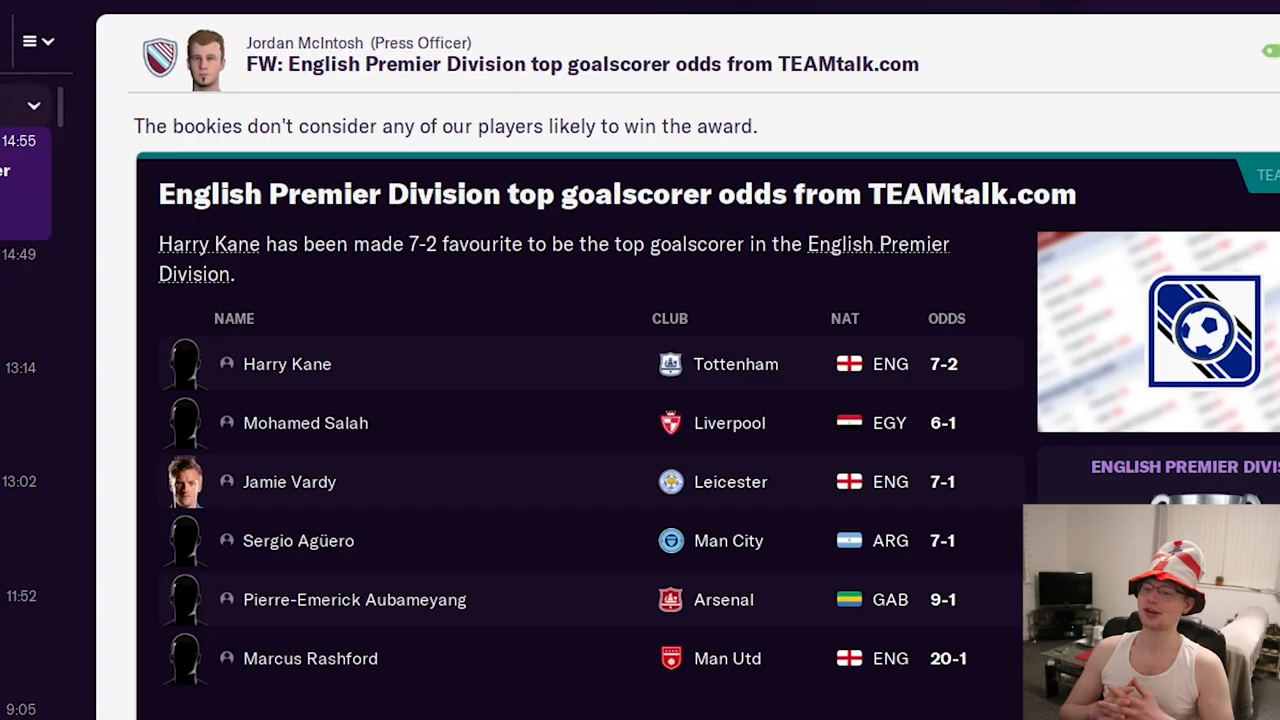 Jordan McIntosh (Press Officer)
FW: English Premier Division top goalscorer odds from TEAMtalk.com
The bookies don't consider any of our players likely to win the award.
14:55
14:49
13:14
13:02
11:52
9:05
English Premier Division top goalscorer odds from TEAMtalk.com
Harry Kane has been made 7-2 favourite to be the top goalscorer in the English Premier
Division.
NAME CLUB NAT ODDS
Harry Kane Tottenham ENG 7-2
Mohamed Salah Liverpool EGY 6-1
Jamie Vardy Leicester ENG 7-1
Sergio Agüero Man City ARG 7-1
Pierre-Emerick Aubameyang Arsenal GAB 9-1
Marcus Rashford Man Utd ENG 20-1
ENGLISH PREMIER